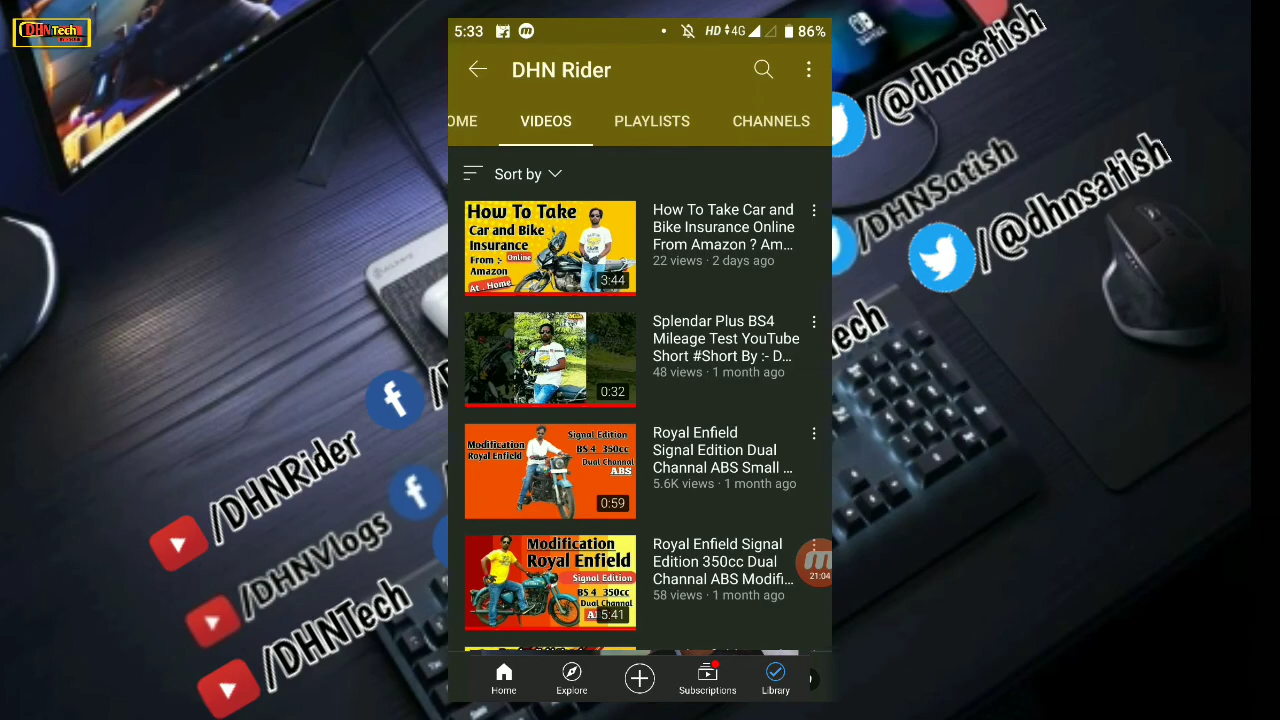 DHN Tech
5:33
HD 4G 86%
DHN Rider
OME VIDEOS PLAYLISTS CHANNELS
Sort by
How To Take
Car and Bike
Insurance
Online
From :-
Amazon
At . Home
3:44
How To Take Car and
Bike Insurance Online
From Amazon ? Am...
22 views · 2 days ago
0:32
Splendar Plus BS4
Mileage Test YouTube
Short #Short By :- D...
48 views · 1 month ago
Modification
Royal Enfield
Signal Edition
BS 4 350cc
Dual Channal
ABS
0:59
Royal Enfield
Signal Edition Dual
Channal ABS Small ...
5.6K views · 1 month ago
Modification
Royal Enfield
Signal Edition
BS 4 350cc
Dual Channal
5:41
Royal Enfield Signal
Edition 350cc Dual
Channal ABS Modifi...
58 views · 1 month ago
21:04
Home Explore Subscriptions Library
/DHNRider
/DHNVlogs
/DHNTech
/@dhnsatish
/DHNSatish
/@dhnsatish
ech